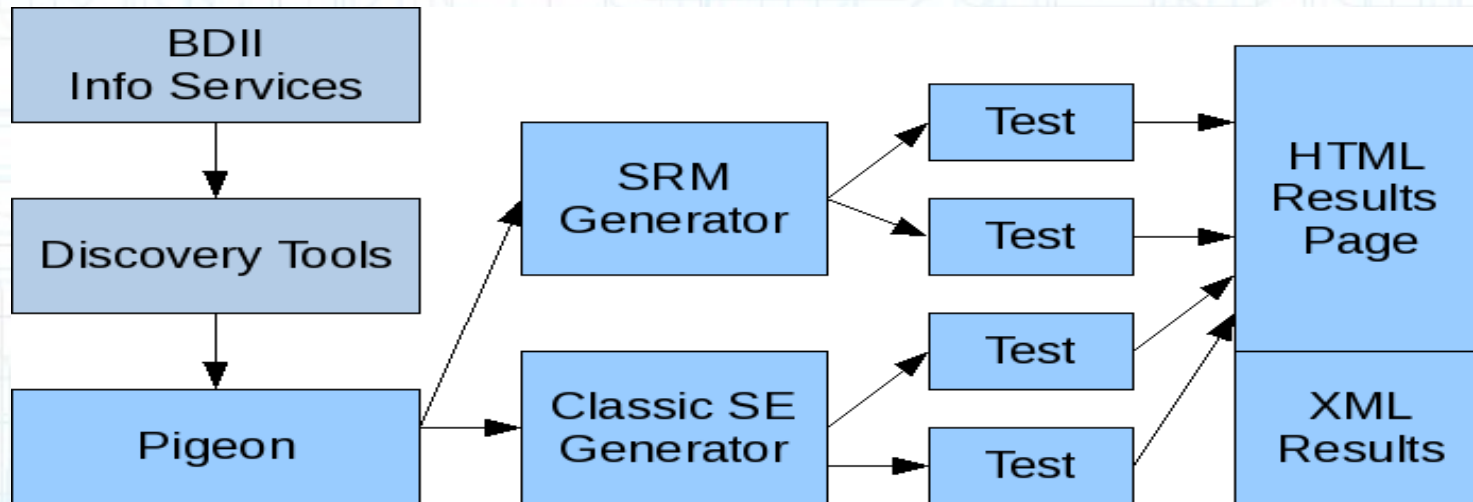 BDII
Info Services
Discovery Tools
Pigeon
SRM
Generator
Classic SE
Generator
Test
Test
Test
Test
HTML
Results
Page
XML
Results